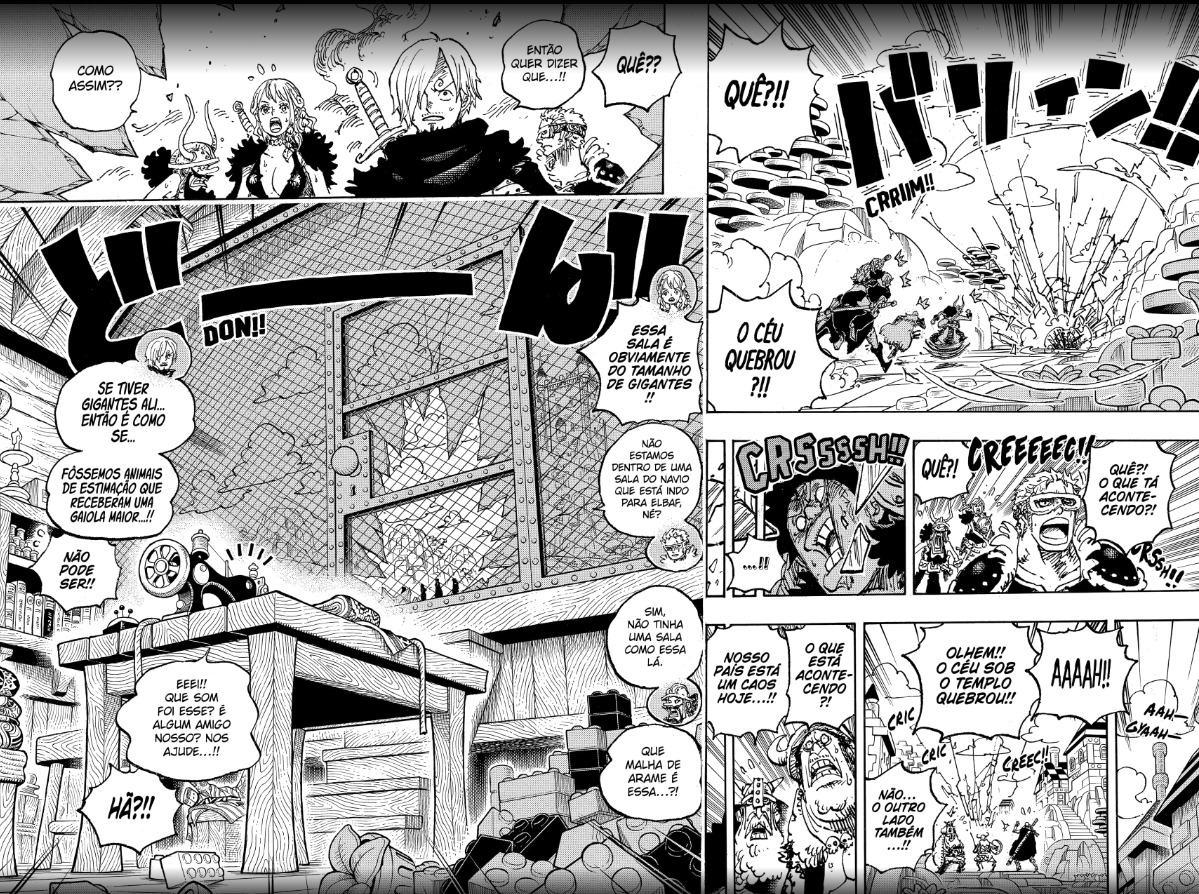 QUÊ?!!
バリィン!!
CRRIIM!!
O CÉU
QUEBROU
?!!
QUÊ?!
O QUE TÁ
ACONTE-
CENDO?!
CREEEEEC!!
QUÊ?!
CRSSH!!
CRSSSSSH!!
...!!
AAH
GYAAH
AAAAH!!
OLHEM!!
O CÉU SOB
O TEMPLO
QUEBROU!!
CRIC
CRIC
CREEC!!
NÃO...
O OUTRO
LADO
TAMBÉM
...!!
O QUE
ESTÁ
ACONTE-
CENDO
?!
NOSSO
PAÍS ESTÁ
UM CAOS
HOJE...!!
QUÊ??
ENTÃO
QUER DIZER
QUE...!!
COMO
ASSIM??
ドーーん!!
DON!!
ESSA
SALA É
OBVIAMENTE
DO TAMANHO
DE GIGANTES
!!
NÃO
ESTAMOS
DENTRO DE UMA
SALA DO NAVIO
QUE ESTÁ INDO
PARA ELBAF,
NÉ?
SIM,
NÃO TINHA
UMA SALA
COMO ESSA
LÁ.
QUE
MALHA DE
ARAME É
ESSA...?!
SE TIVER
GIGANTES ALI...
ENTÃO É COMO
SE...
FÔSSEMOS ANIMAIS
DE ESTIMAÇÃO QUE
RECEBERAM UMA
GAIOLA MAIOR...!!
NÃO
PODE
SER!!
EEEI!!
QUE SOM
FOI ESSE? É
ALGUM AMIGO
NOSSO? NOS
AJUDE...!!
HÃ?!!